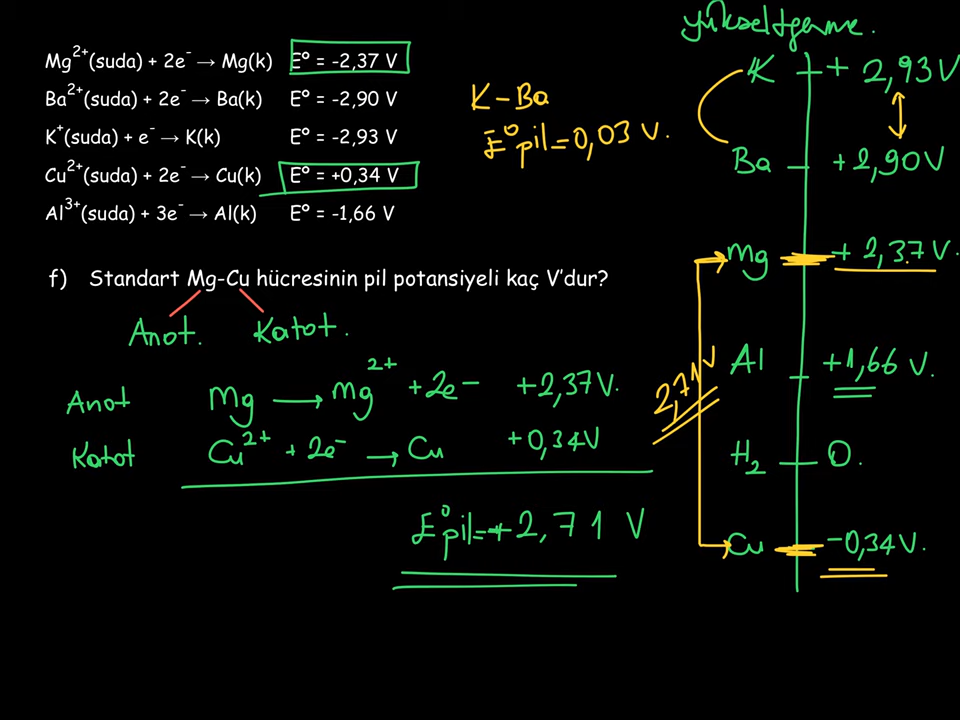 Mg²⁺(suda) + 2e⁻ → Mg(k) E° = -2,37 V
Ba²⁺(suda) + 2e⁻ → Ba(k) E° = -2,90 V
K⁺(suda) + e⁻ → K(k) E° = -2,93 V
Cu²⁺(suda) + 2e⁻ → Cu(k) E° = +0,34 V
Al³⁺(suda) + 3e⁻ → Al(k) E° = -1,66 V
K-Ba
E°pil=0,03 V.
f) Standart Mg-Cu hücresinin pil potansiyeli kaç V'dur?
Anot. Katot.
Anot Mg → Mg²⁺ +2e⁻ +2,37 V.
Katot Cu²⁺ + 2e⁻ → Cu +0,34V
E°pil=+2,71 V
yükseltgenme.
K + 2,93 V
Ba +2,90V
Mg + 2,37 V.
2,71 V
Al +1,66 V.
H₂ O.
Cu -0,34 V.